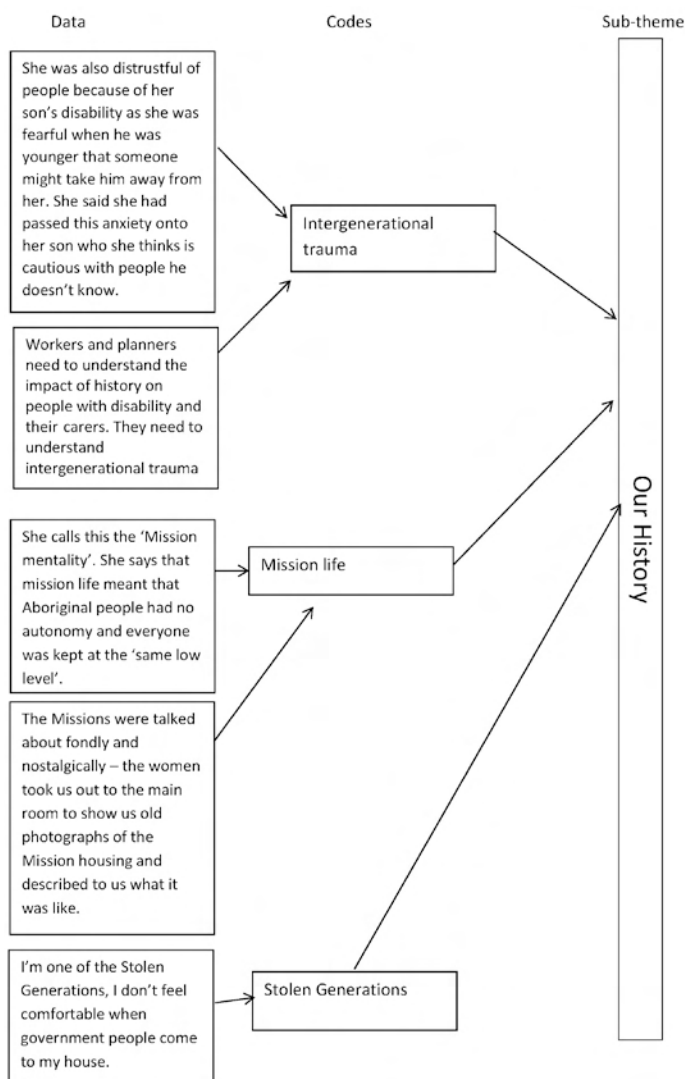 Data
Codes
Sub-theme
She was also distrustful of
people because of her
son’s disability as she was
fearful when he was
younger that someone
might take him away from
her. She said she had
passed this anxiety onto
her son who she thinks is
cautious with people he
doesn’t know.
Intergenerational
trauma
Workers and planners
need to understand the
impact of history on
people with disability and
their carers. They need to
understand
intergenerational trauma
She calls this the ‘Mission
mentality’. She says that
mission life meant that
Aboriginal people had no
autonomy and everyone
was kept at the ‘same low
level’.
Mission life
The Missions were talked
about fondly and
nostalgically – the women
took us out to the main
room to show us old
photographs of the
Mission housing and
described to us what it
was like.
I’m one of the Stolen
Generations, I don’t feel
comfortable when
government people come
to my house.
Stolen Generations
Our History